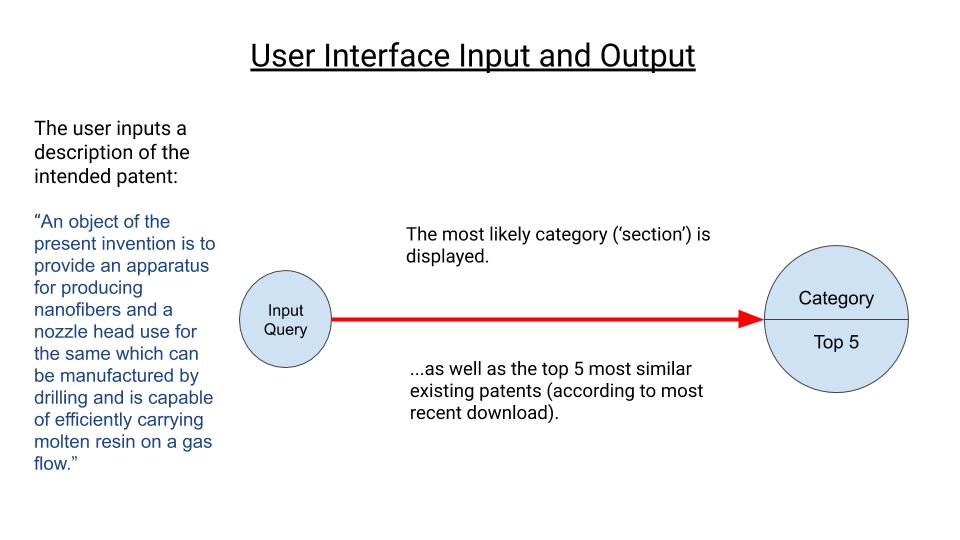 User Interface Input and Output
The user inputs a
description of the
intended patent:
“An object of the
present invention is to
provide an apparatus
for producing
nanofibers and a
nozzle head use for
the same which can
be manufactured by
drilling and is capable
of efficiently carrying
molten resin on a gas
flow.”
Input
Query
The most likely category (‘section’) is
displayed.
...as well as the top 5 most similar
existing patents (according to most
recent download).
Category
Top 5